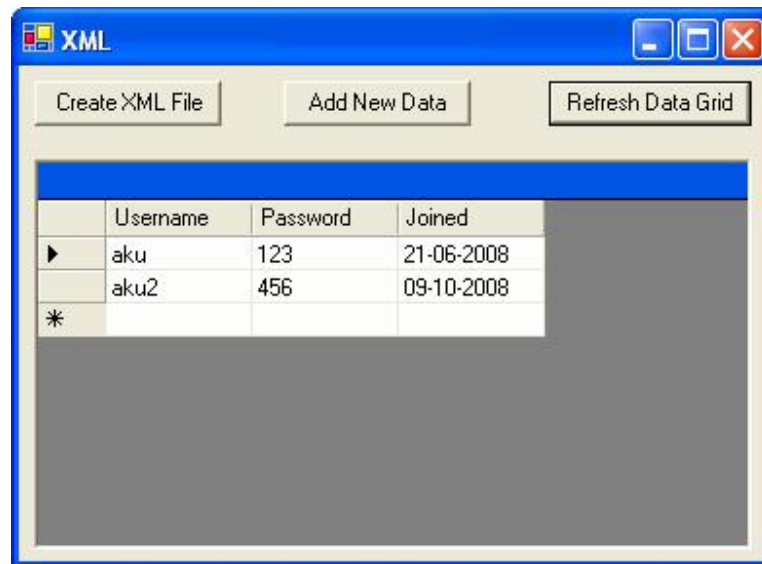 XML
Create XML File Add New Data Refresh Data Grid
Username Password Joined
aku 123 21-06-2008
aku2 456 09-10-2008